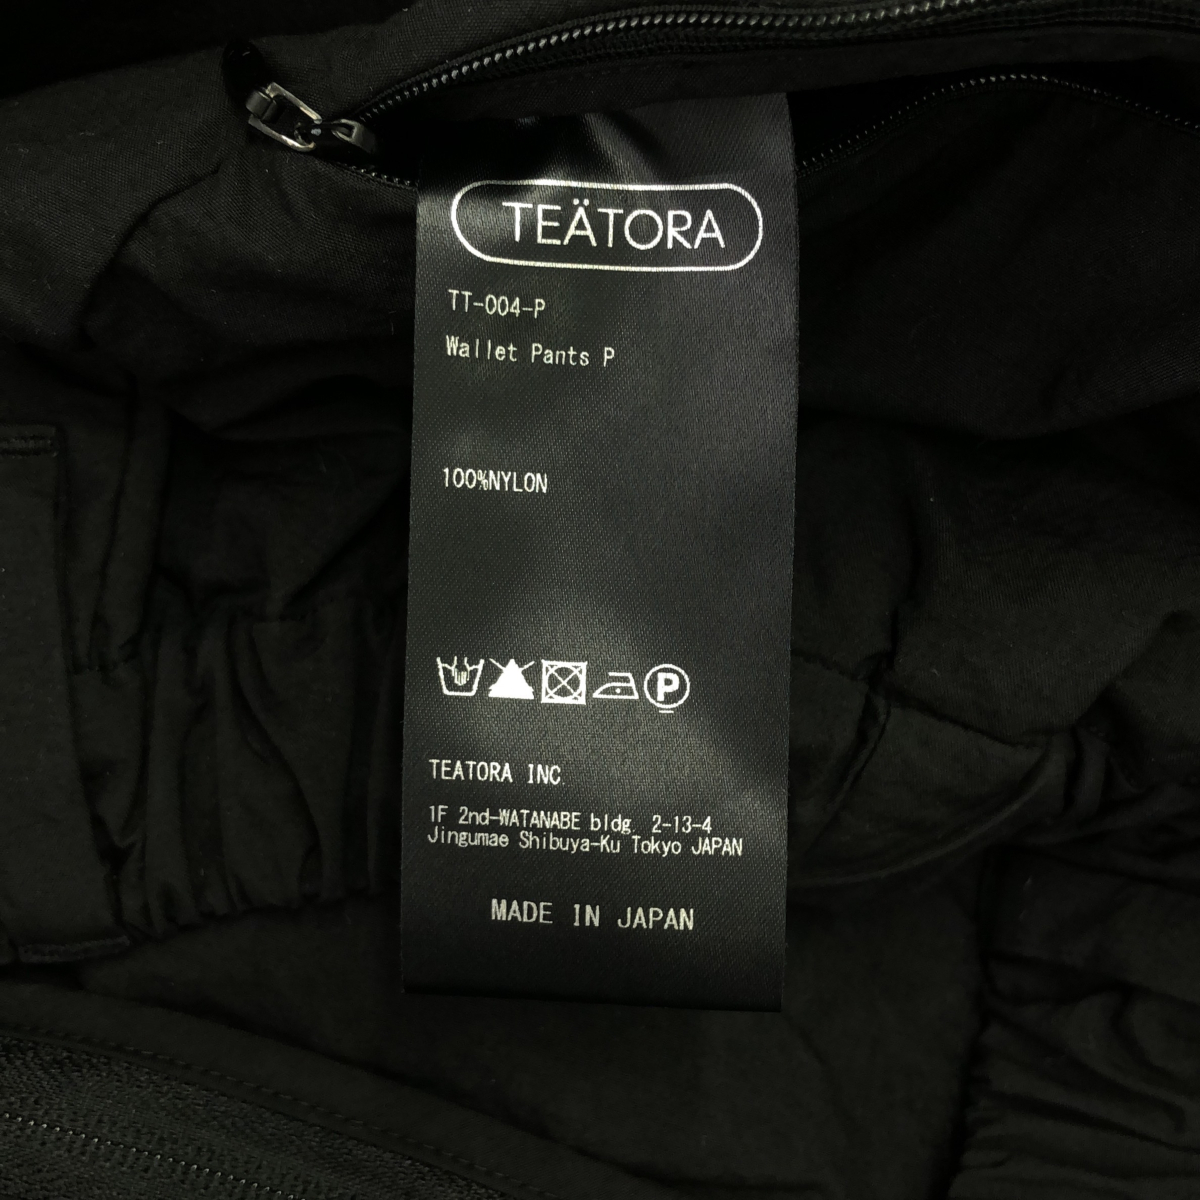 TEÄTORA
TT-004-P
Wallet Pants P
100%NYLON
P
TEATORA INC.
1F 2nd-WATANABE bldg. 2-13-4
Jingumae Shibuya-Ku Tokyo JAPAN
MADE IN JAPAN